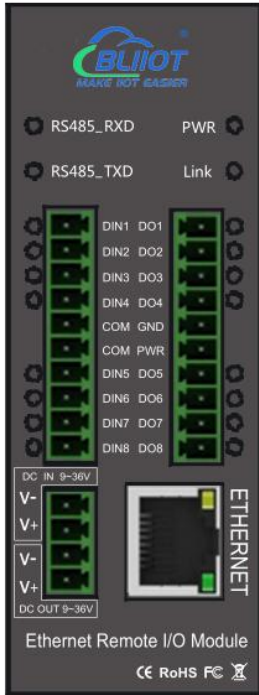 BLIIOT
MAKE IIOT EASIER
RS485_RXD PWR
RS485_TXD Link
DIN1 DO1
DIN2 DO2
DIN3 DO3
DIN4 DO4
COM GND
COM PWR
DIN5 DO5
DIN6 DO6
DIN7 DO7
DIN8 DO8
DC IN 9~36V
V-
V+
V-
V+
DC OUT 9~36V
ETHERNET
Ethernet Remote I/O Module
CE RoHS FC